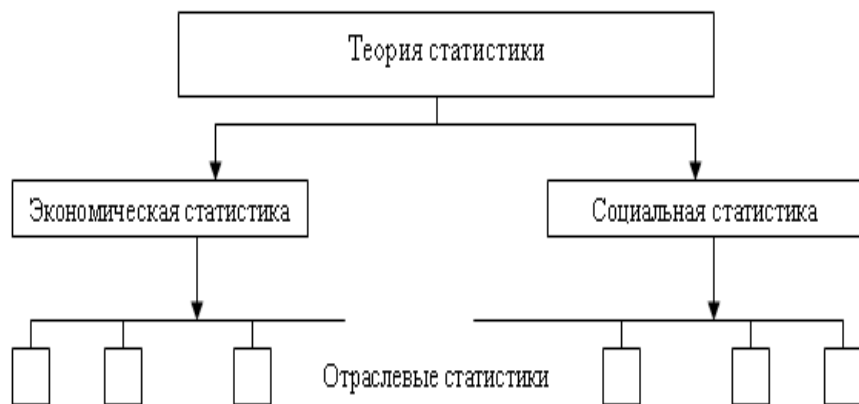 Теория статистики
Экономическая статистика
Социальная статистика
Отраслевые статистики